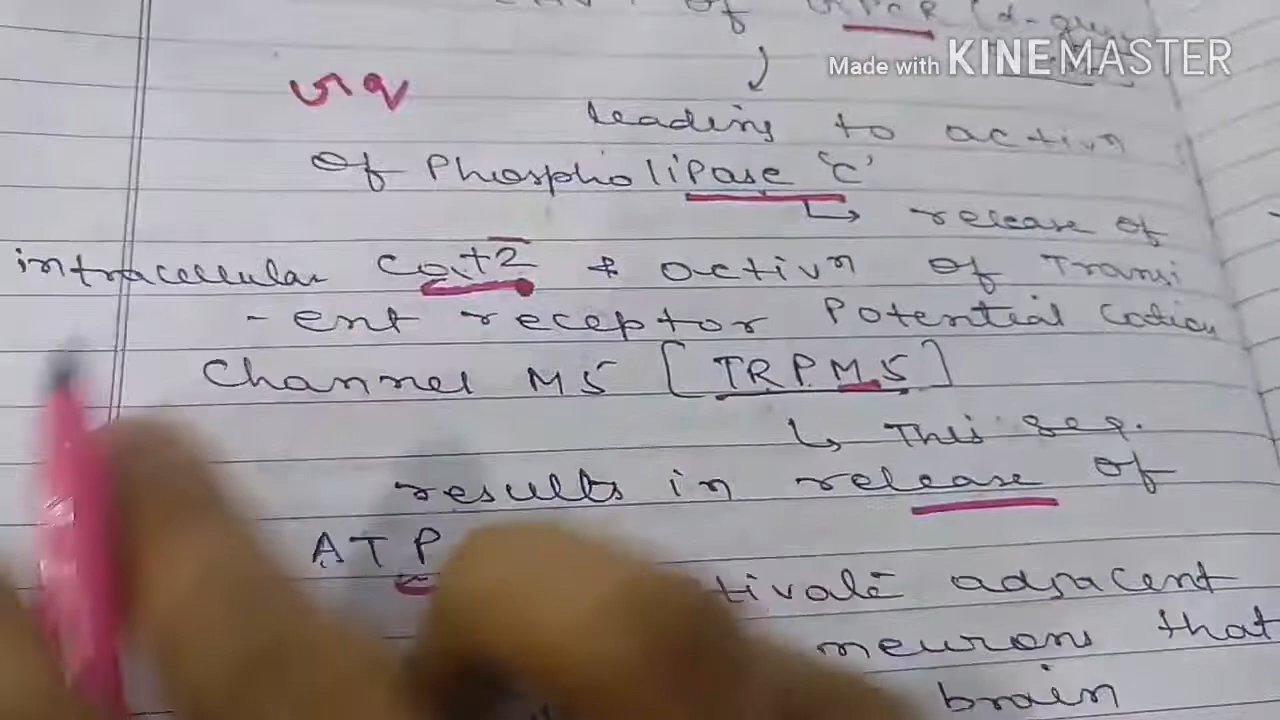 of
Made with KINEMASTER
leading to activn
of Phospholipase 'C'
↳ release of
intracellular Ca+2 & activn of Transi
- ent receptor Potential Cation
Channel M5 [TRPM5]
↳ This seq.
results in release of
ATP
tivate adjacent
neurons that
brain